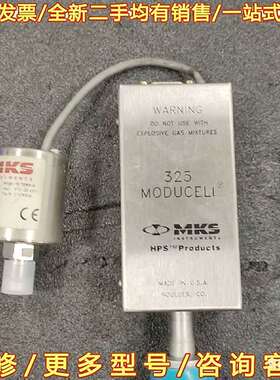 发票/全新二手均有销售/一站式
WARNING
DO NOT USE WITH
EXPLOSIVE GAS MIXTURES
325
MODUCELL
MKS
INSTRUMENTS
HPS™ Products
MADE IN U.S.A.
BOULDER, CO.
MKS
INSTRUMENTS
CE
修/更多型号/咨询客